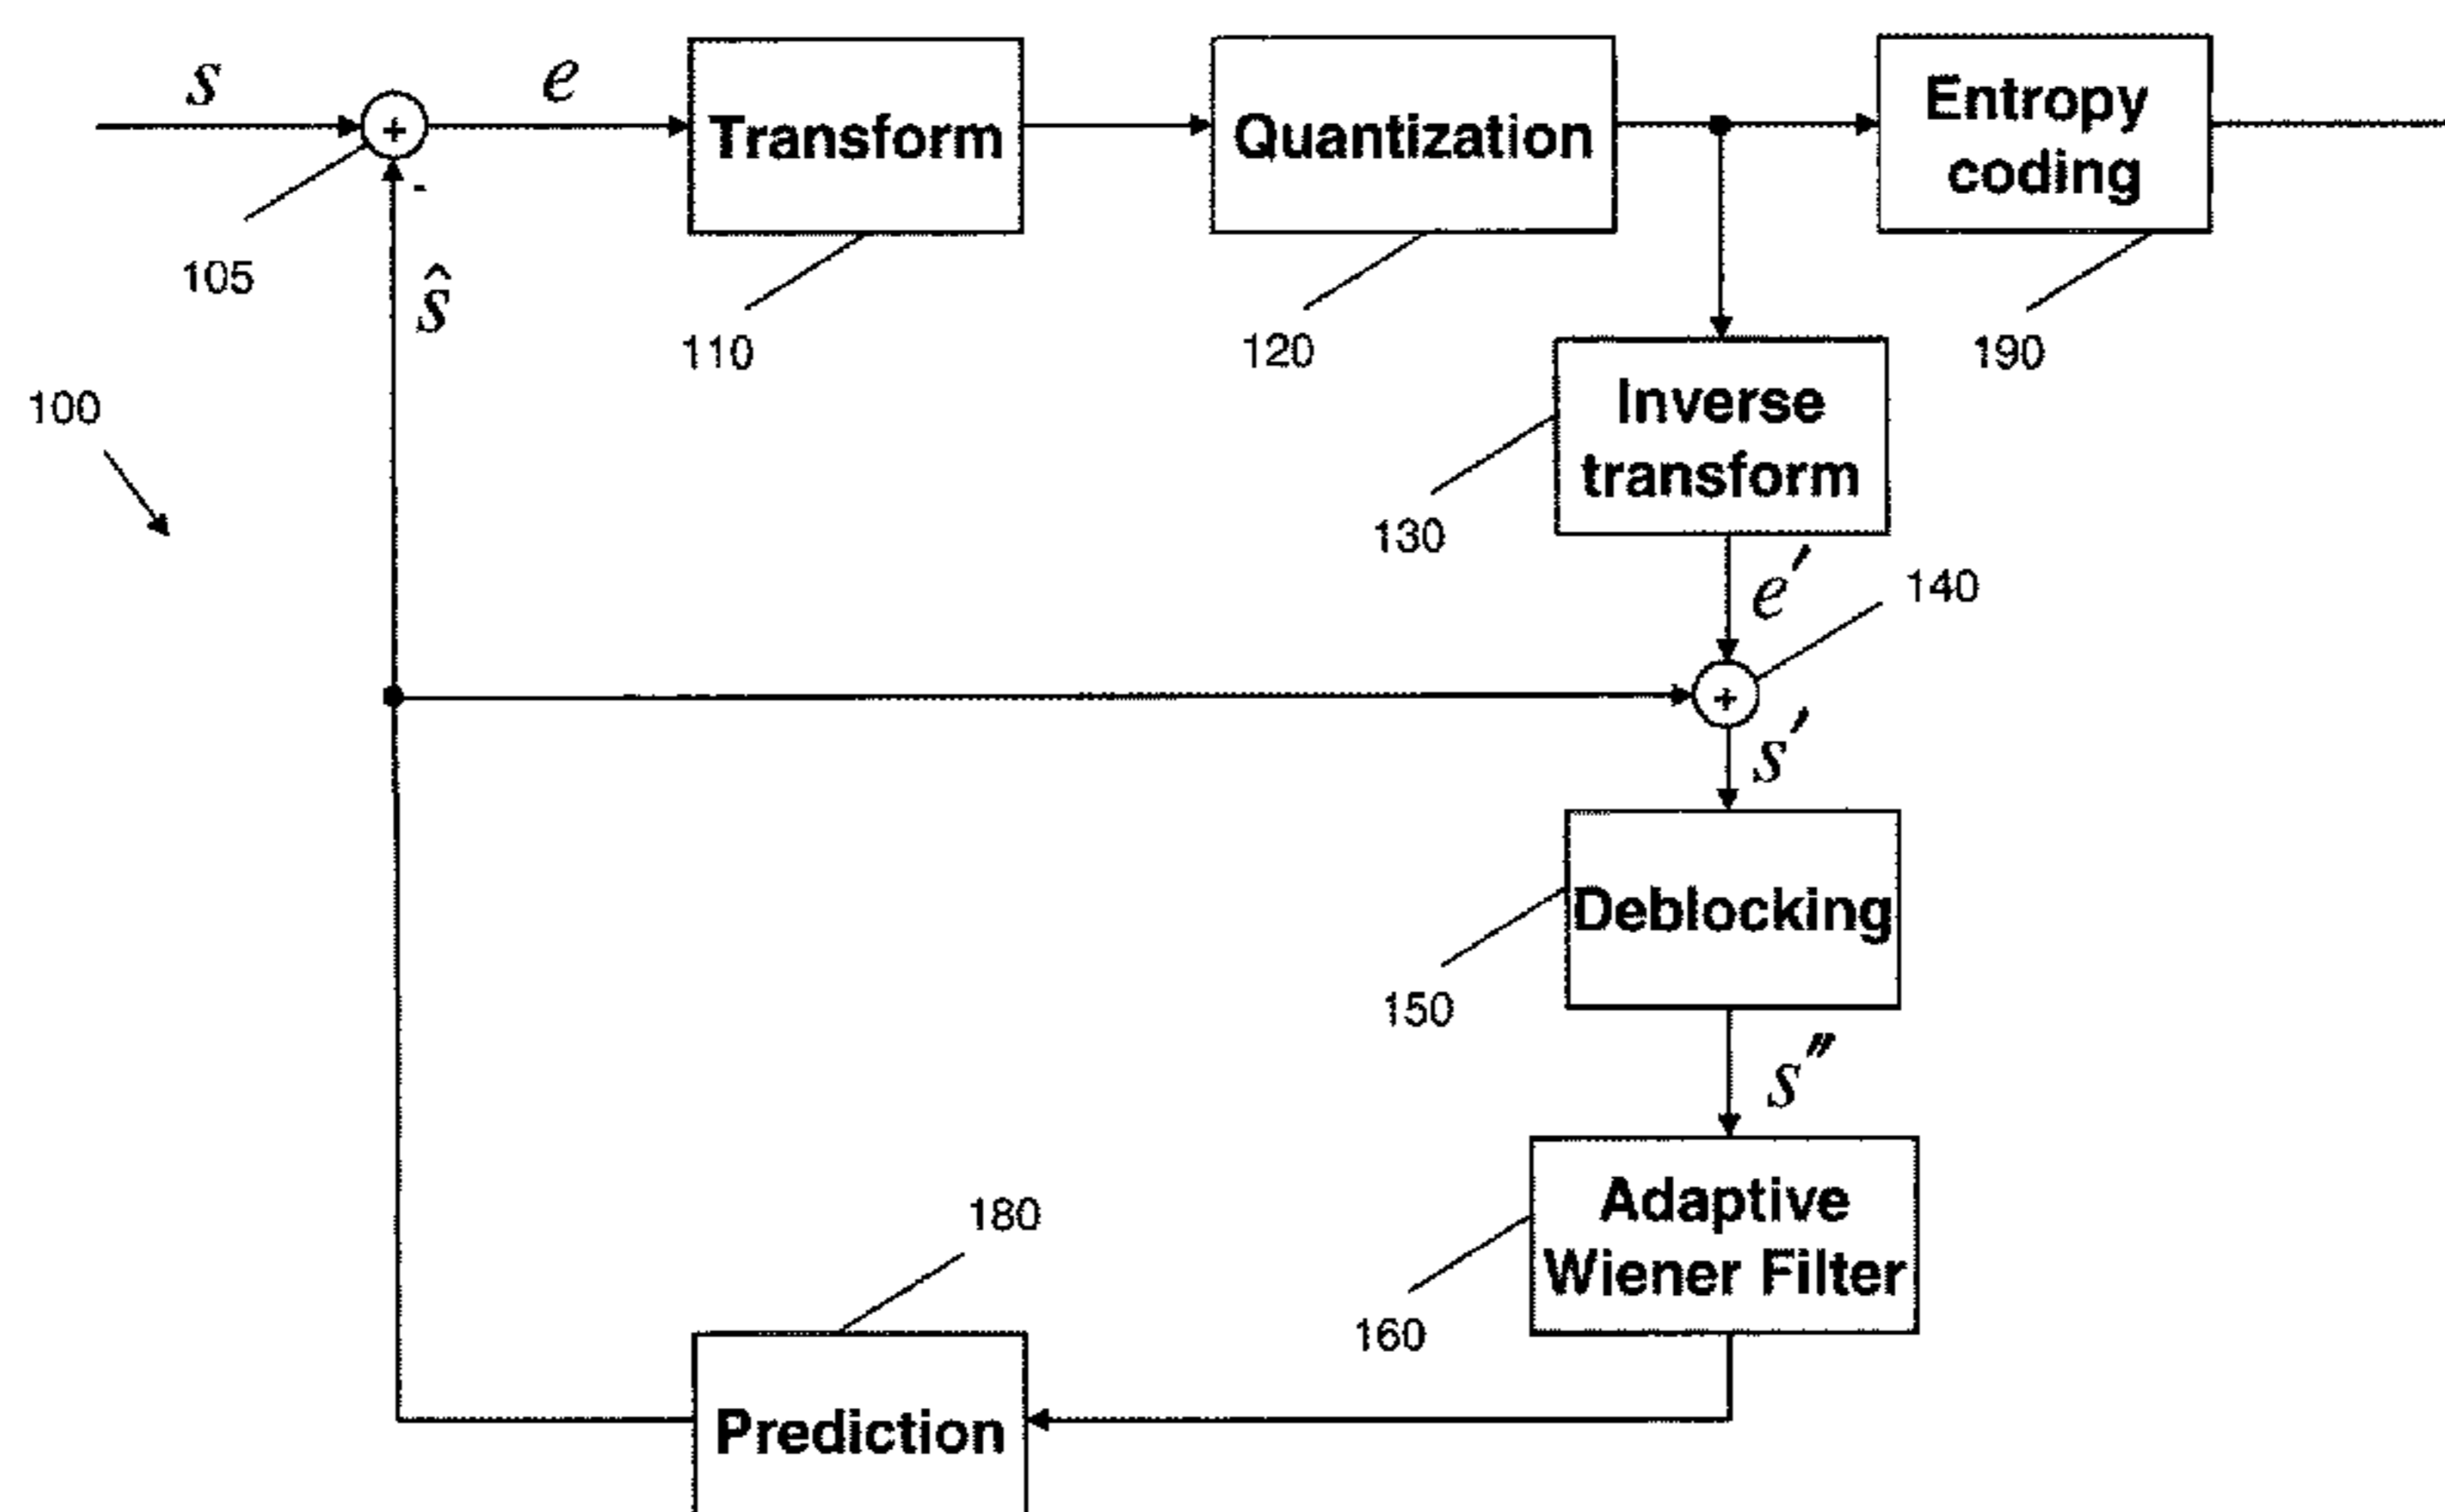 s
e
+
Transform
Quantization
Entropy
coding
-
105
ŝ
110
120
190
100
Inverse
transform
130
e′
140
+
s′
Deblocking
150
s″
Adaptive
Wiener Filter
160
180
Prediction